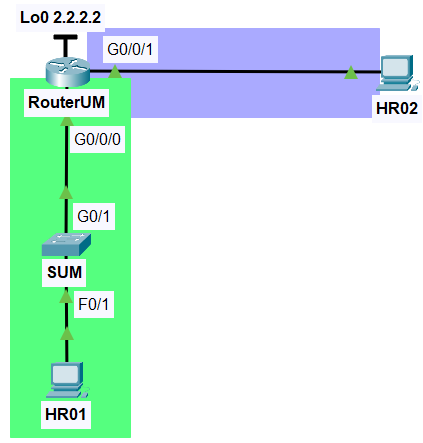 Lo0 2.2.2.2
G0/0/1
RouterUM
HR02
G0/0/0
G0/1
SUM
F0/1
HR01